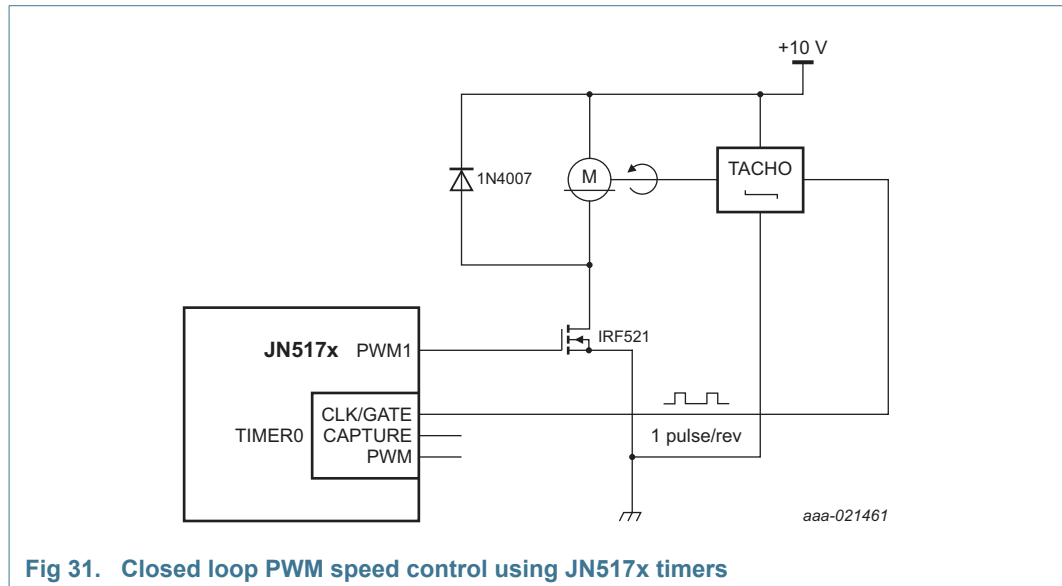 +10 V
1N4007
M
TACHO
IRF521
JN517x PWM1
CLK/GATE
TIMER0 CAPTURE
PWM
1 pulse/rev
aaa-021461
Fig 31. Closed loop PWM speed control using JN517x timers